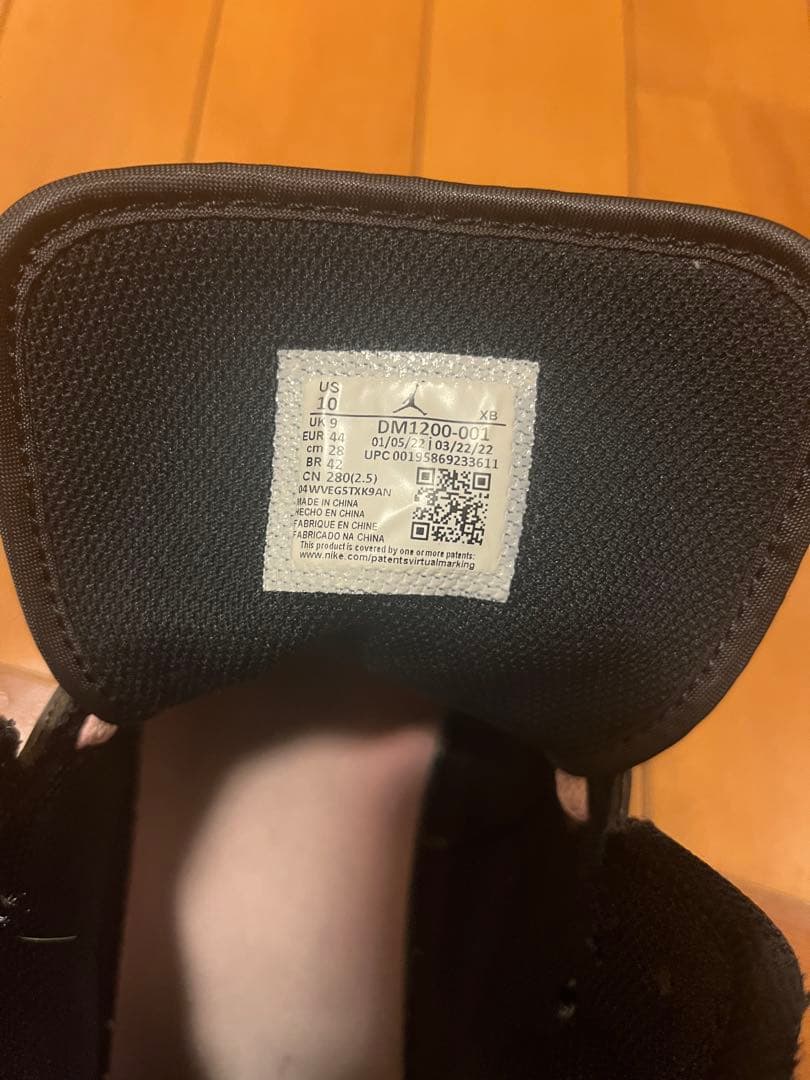 US
10
XB
UK 9
DM1200-001
EUR 44
01/05/22 | 03/22/22
cm 28
UPC 00195869233611
BR 42
CN 280(2.5)
04WVEGSTXK9AN
MADE IN CHINA
HECHO EN CHINA
FABRIQUE EN CHINE
FABRICADO NA CHINA
This product is covered by one or more patents:
www.nike.com/patentsvirtualmarking